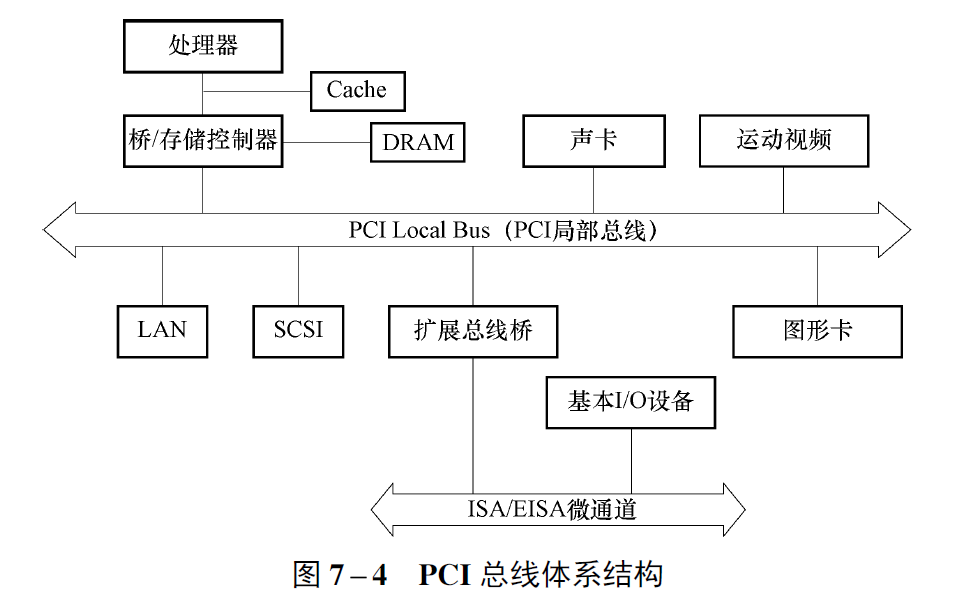 处理器
Cache
桥/存储控制器
DRAM
声卡
运动视频
PCI Local Bus（PCI局部总线）
LAN
SCSI
扩展总线桥
图形卡
基本I/O设备
ISA/EISA微通道
图 7–4 PCI 总线体系结构